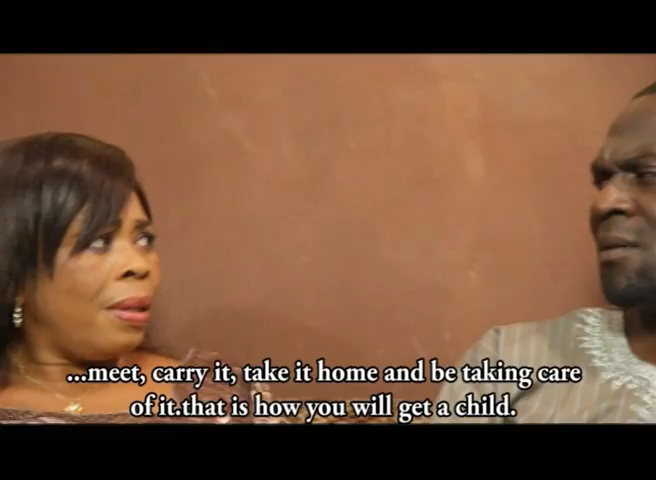 ...meet, carry it, take it home and be taking care
of it.that is how you will get a child.